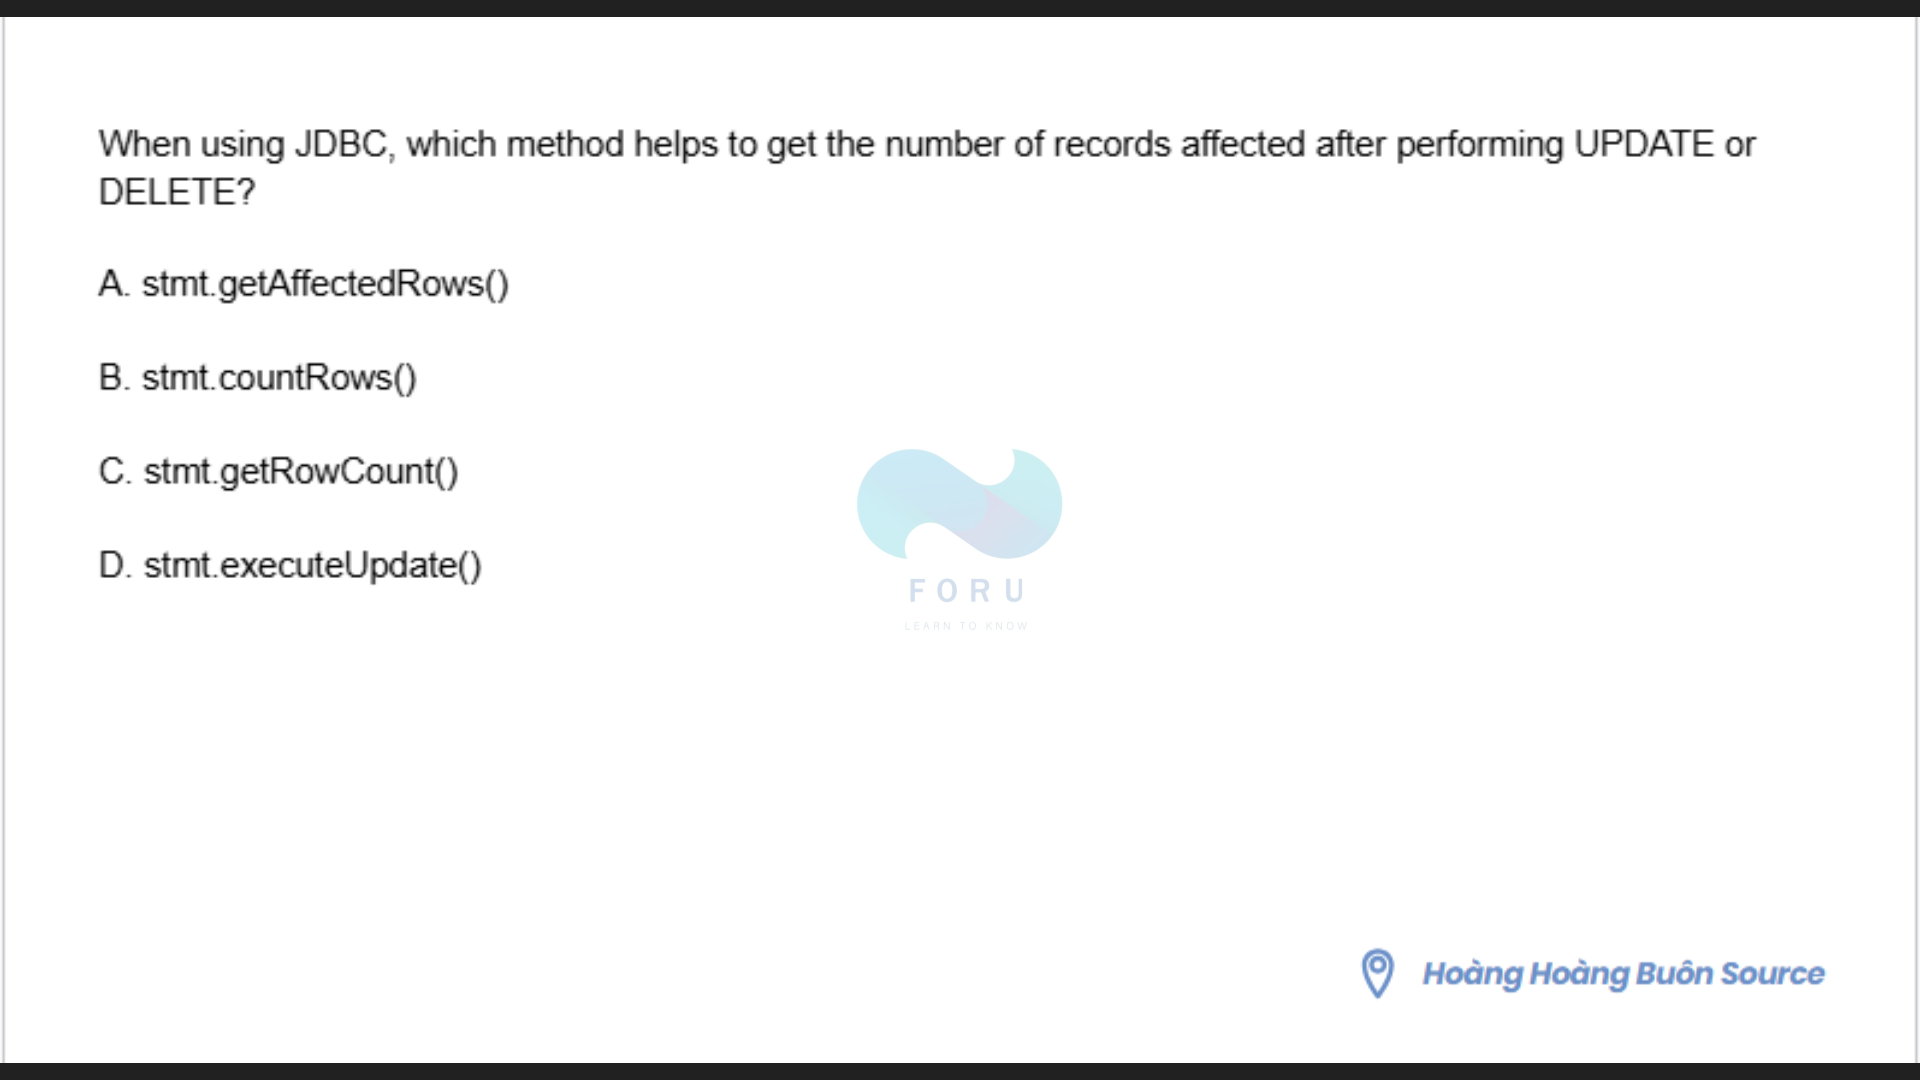 When using JDBC, which method helps to get the number of records affected after performing UPDATE or
DELETE?
A. stmt.getAffectedRows()
B. stmt.countRows()
C. stmt.getRowCount()
D. stmt.executeUpdate()
FORU
LEARN TO KNOW
Hoàng Hoàng Buôn Source